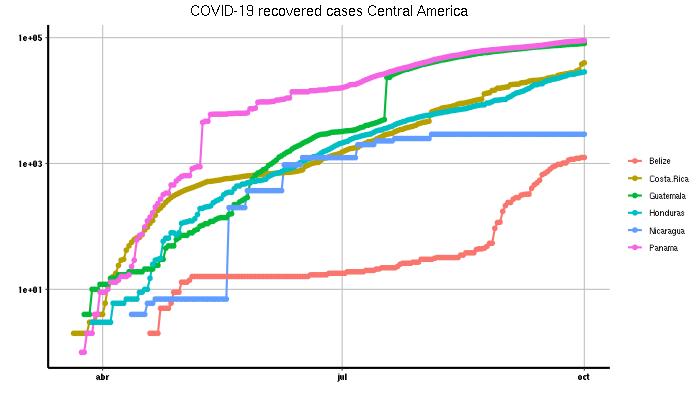 COVID-19 recovered cases Central America
1e+05
1e+03
1e+01
abr
jul
oct
Belize
Costa.Rica
Guatemala
Honduras
Nicaragua
Panama